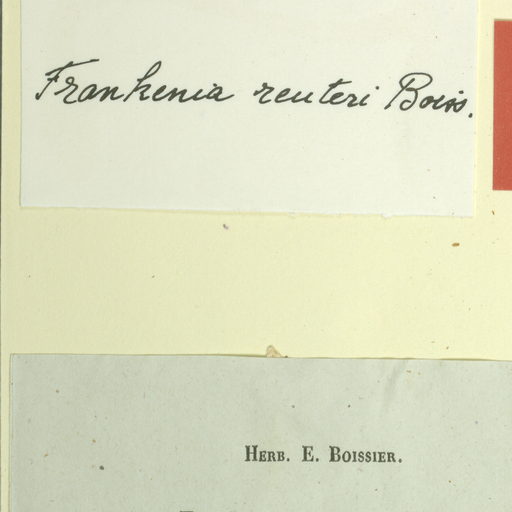 Frankenia reuteri Boiss.
HERB. E. BOISSIER.